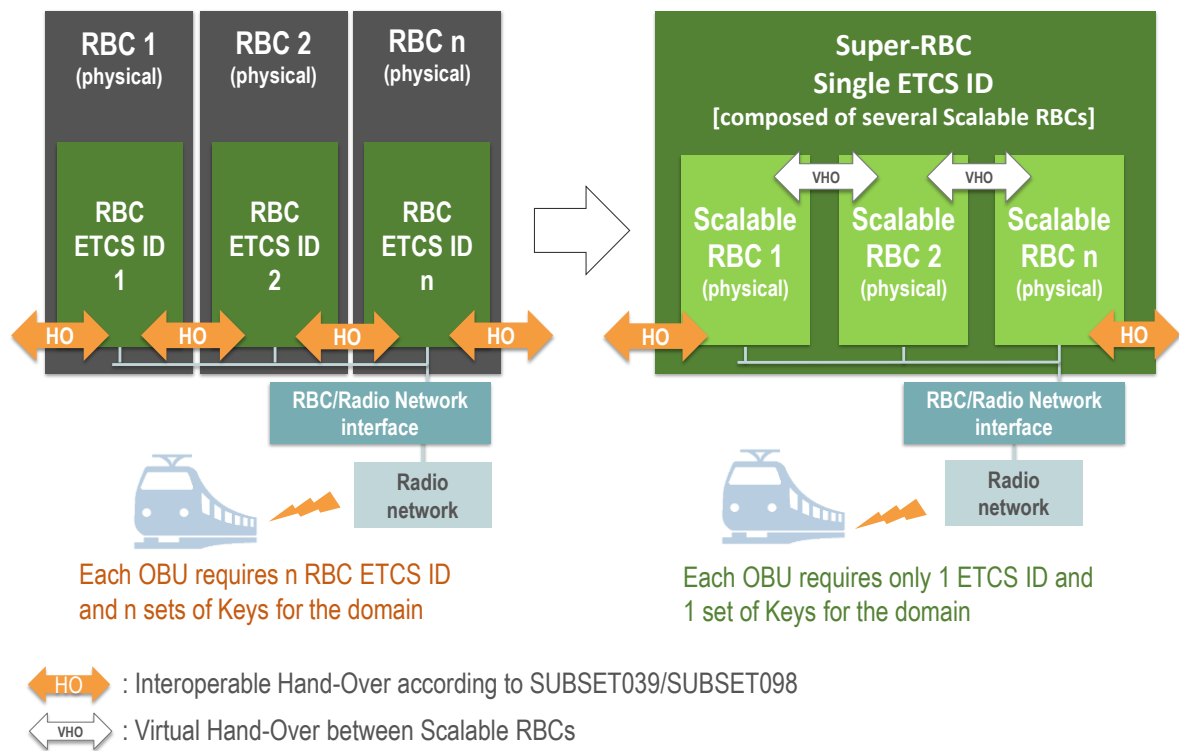 RBC 1
(physical)
RBC 2
(physical)
RBC n
(physical)
RBC
ETCS ID
1
RBC
ETCS ID
2
RBC
ETCS ID
n
HO
HO
HO
HO
RBC/Radio Network
interface
Radio
network
Each OBU requires n RBC ETCS ID
and n sets of Keys for the domain
Super-RBC
Single ETCS ID
[composed of several Scalable RBCs]
VHO
VHO
Scalable
RBC 1
(physical)
Scalable
RBC 2
(physical)
Scalable
RBC n
(physical)
HO
HO
RBC/Radio Network
interface
Radio
network
Each OBU requires only 1 ETCS ID and
1 set of Keys for the domain
HO : Interoperable Hand-Over according to SUBSET039/SUBSET098
VHO : Virtual Hand-Over between Scalable RBCs